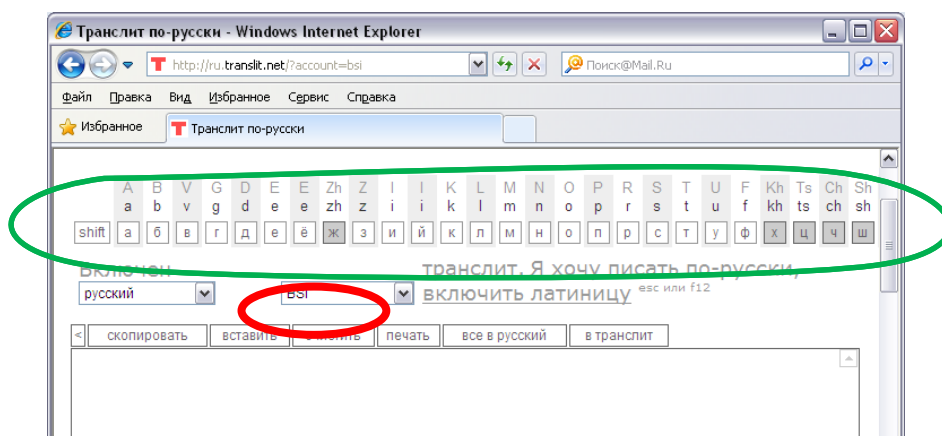 Транслит по-русски - Windows Internet Explorer
http://ru.translit.net/?account=bsi Поиск@Mail.Ru
Файл Правка Вид Избранное Сервис Справка
Избранное Транслит по-русски
A B V G D E E Zh Z I I K L M N O P R S T U F Kh Ts Ch Sh
a b v g d e e zh z i i k l m n o p r s t u f kh ts ch sh
shift а б в г д е ё ж з и й к л м н о п р с т у ф х ц ч ш
Включен транслит. Я хочу писать по-русски,
русский BSI включить латиницу esc или f12
< скопировать вставить очистить печать все в русский в транслит